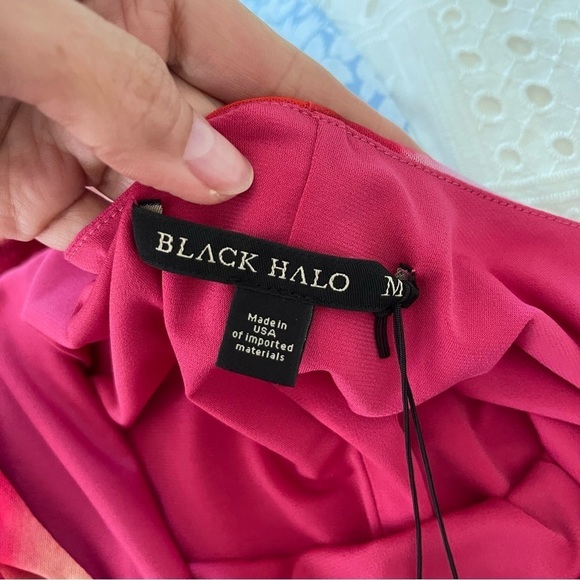 BLACK HALO M
Made in
USA
of imported
materials